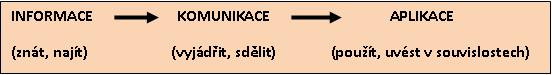 INFORMACE KOMUNIKACE APLIKACE
(znát, najít) (vyjádřit, sdělit) (použít, uvést v souvislostech)